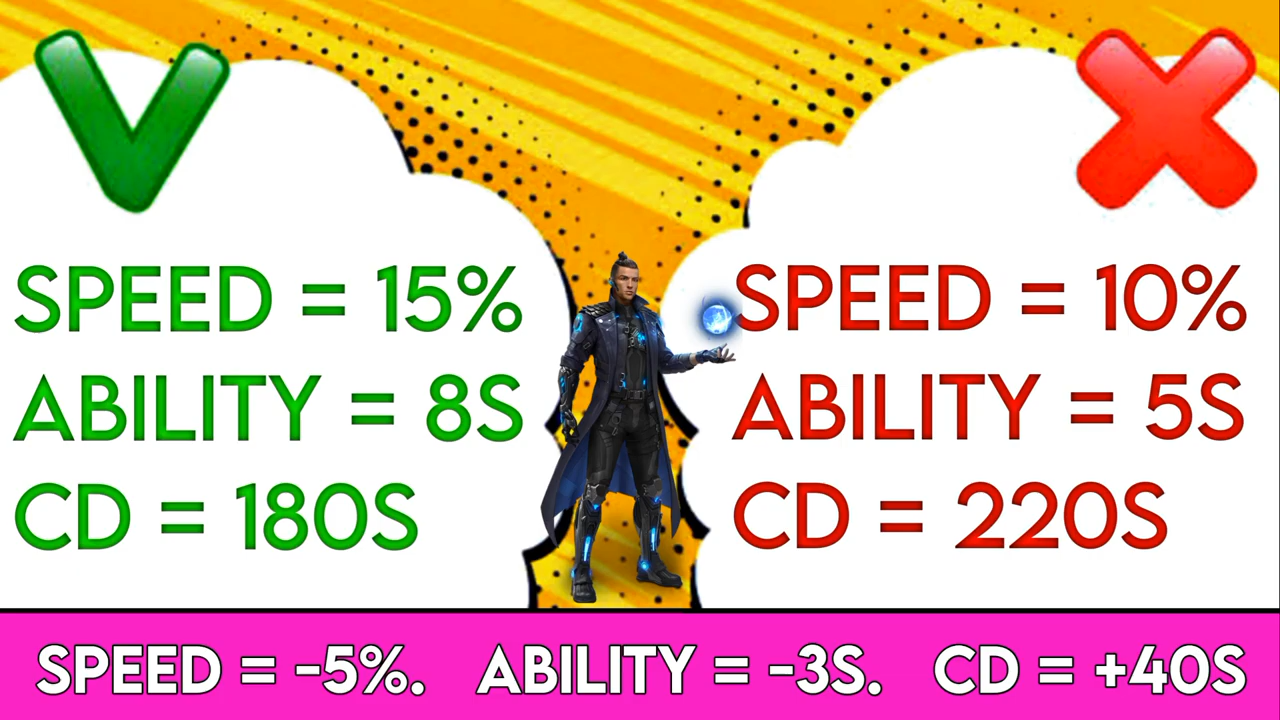 SPEED = 15%
ABILITY = 8S
CD = 180S
SPEED = 10%
ABILITY = 5S
CD = 220S
SPEED = -5%. ABILITY = -3S. CD = +40S